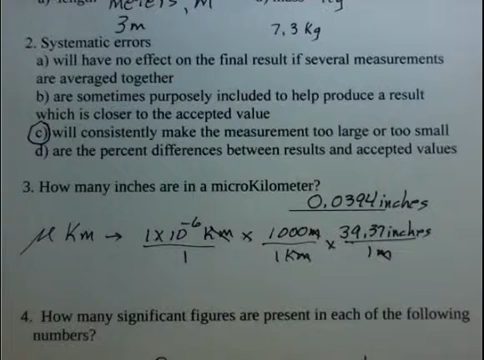 a) length METERS, M
3m
7.3 Kg
2. Systematic errors
a) will have no effect on the final result if several measurements
are averaged together
b) are sometimes purposely included to help produce a result
which is closer to the accepted value
c) will consistently make the measurement too large or too small
d) are the percent differences between results and accepted values
3. How many inches are in a microKilometer?
0.0394 inches
μ Km → 1×10⁻⁶ Km × 1000m × 39.37 inches
1 1Km 1m
4. How many significant figures are present in each of the following
numbers?